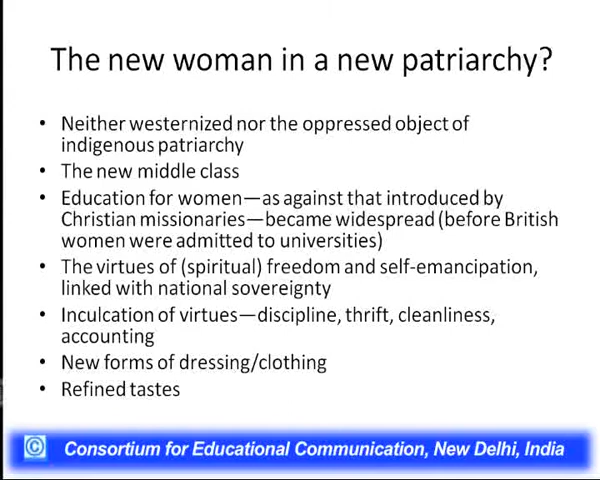 The new woman in a new patriarchy?
• Neither westernized nor the oppressed object of
indigenous patriarchy
• The new middle class
• Education for women—as against that introduced by
Christian missionaries—became widespread (before British
women were admitted to universities)
• The virtues of (spiritual) freedom and self-emancipation,
linked with national sovereignty
• Inculcation of virtues—discipline, thrift, cleanliness,
accounting
• New forms of dressing/clothing
• Refined tastes
© Consortium for Educational Communication, New Delhi, India